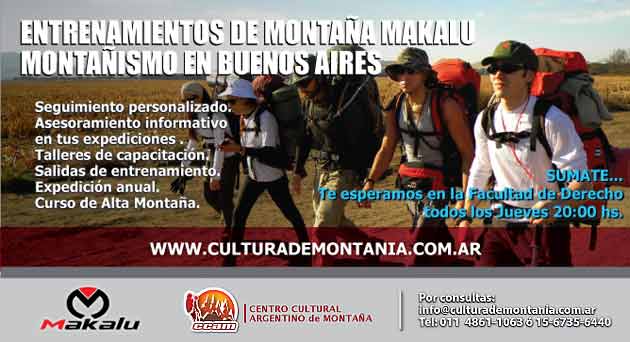 ENTRENAMIENTOS DE MONTAÑA MAKALU
MONTAÑISMO EN BUENOS AIRES
Seguimiento personalizado.
Asesoramiento informativo
en tus expediciones .
Talleres de capacitación.
Salidas de entrenamiento.
Expedición anual.
Curso de Alta Montaña.
SUMATE...
Te esperamos en la Facultad de Derecho
todos los Jueves 20:00 hs.
WWW.CULTURADEMONTANIA.COM.AR
Makalu
ccam
CENTRO CULTURAL
ARGENTINO de MONTAÑA
Por consultas:
info@culturademontania.com.ar
Tel: 011 4861-1063 ó 15-6735-6440